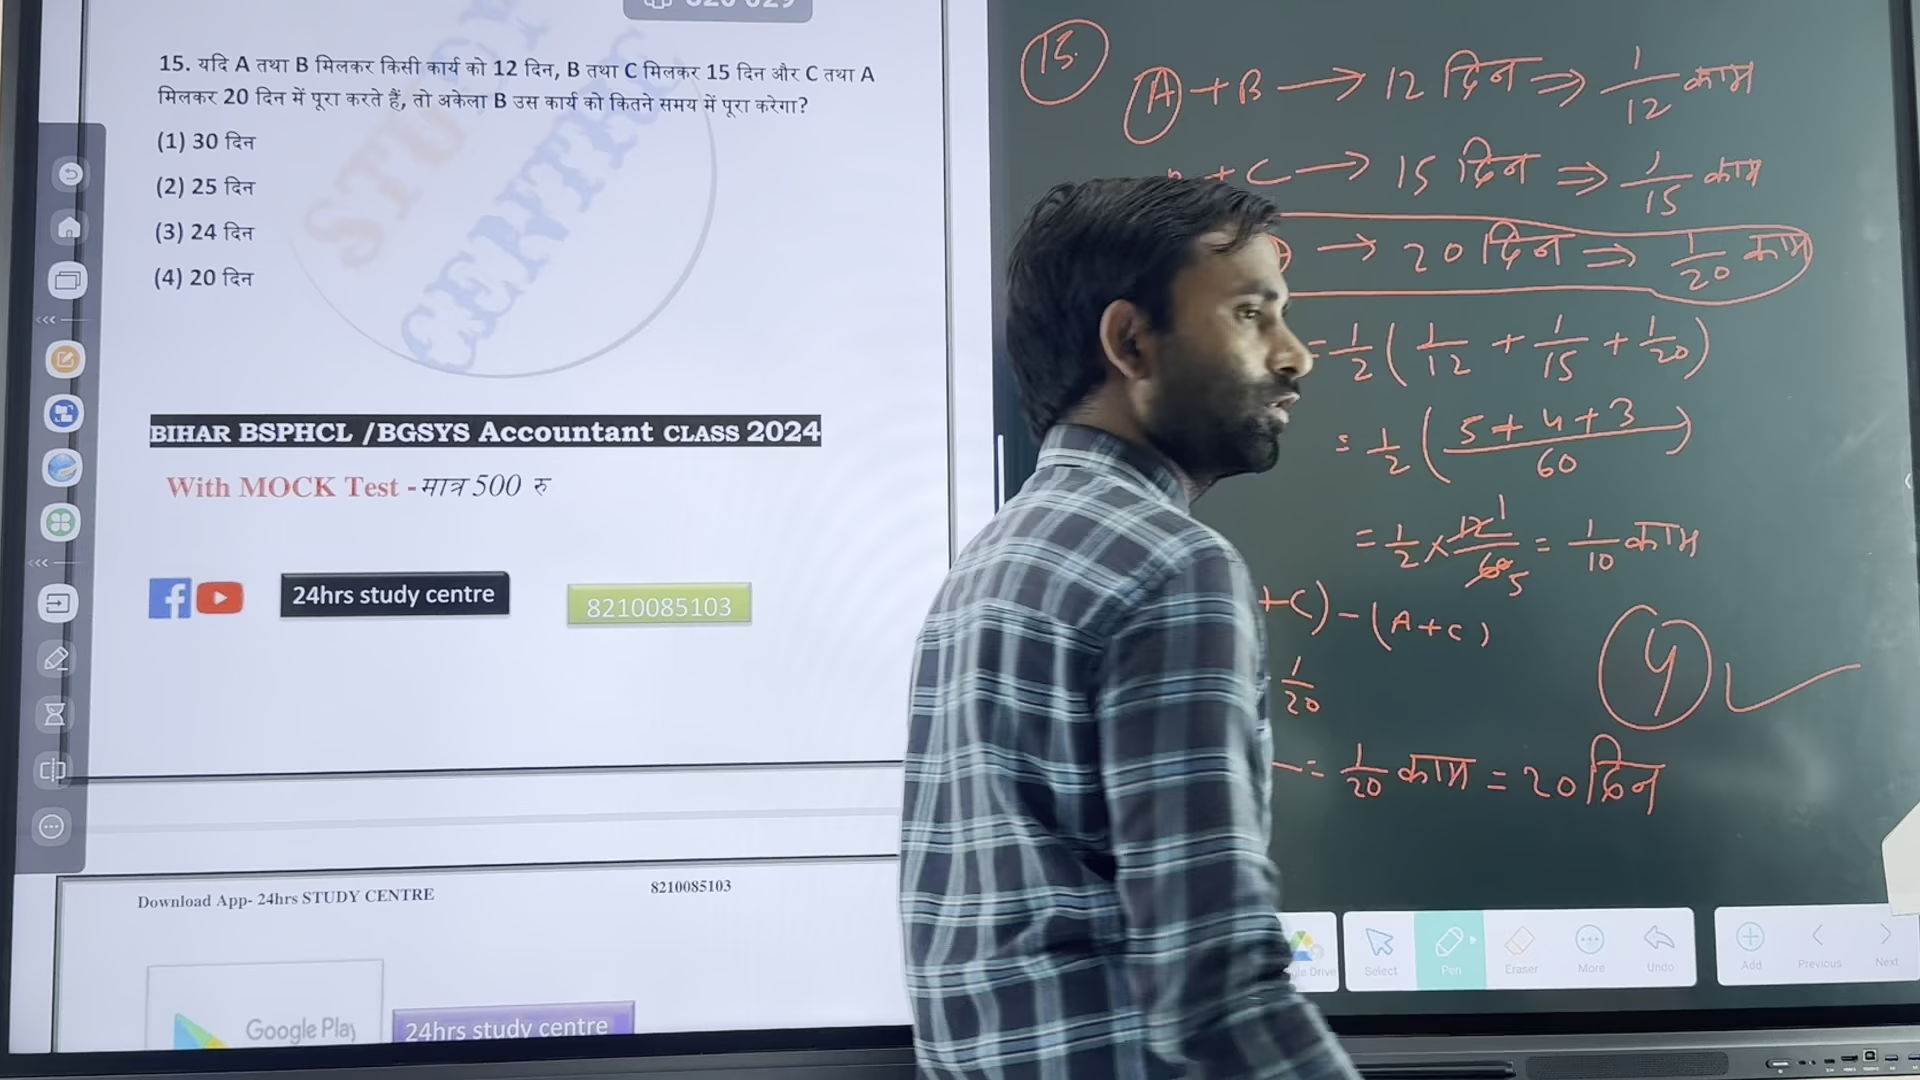 15. यदि A तथा B मिलकर किसी कार्य को 12 दिन, B तथा C मिलकर 15 दिन और C तथा A
मिलकर 20 दिन में पूरा करते हैं, तो अकेला B उस कार्य को कितने समय में पूरा करेगा?
(1) 30 दिन
(2) 25 दिन
(3) 24 दिन
(4) 20 दिन
STUDY
CENTRE
BIHAR BSPHCL /BGSYS Accountant CLASS 2024
With MOCK Test - मात्र 500 रु
24hrs study centre
8210085103
Download App- 24hrs STUDY CENTRE
8210085103
Google Play
24hrs study centre
15.
A + B → 12 दिन ⇒ 1/12 काम
+ C → 15 दिन ⇒ 1/15 काम
→ 20 दिन ⇒ 1/20 काम
= 1/2 ( 1/12 + 1/15 + 1/20 )
= 1/2 ( 5+4+3 / 60 )
= 1/2 × 12 1 / 60 5 = 1/10 काम
+C) - (A+C)
1/20
= 1/20 काम = 20 दिन
4
Drive
Select
Pen
Eraser
More
Undo
Add
Previous
Next